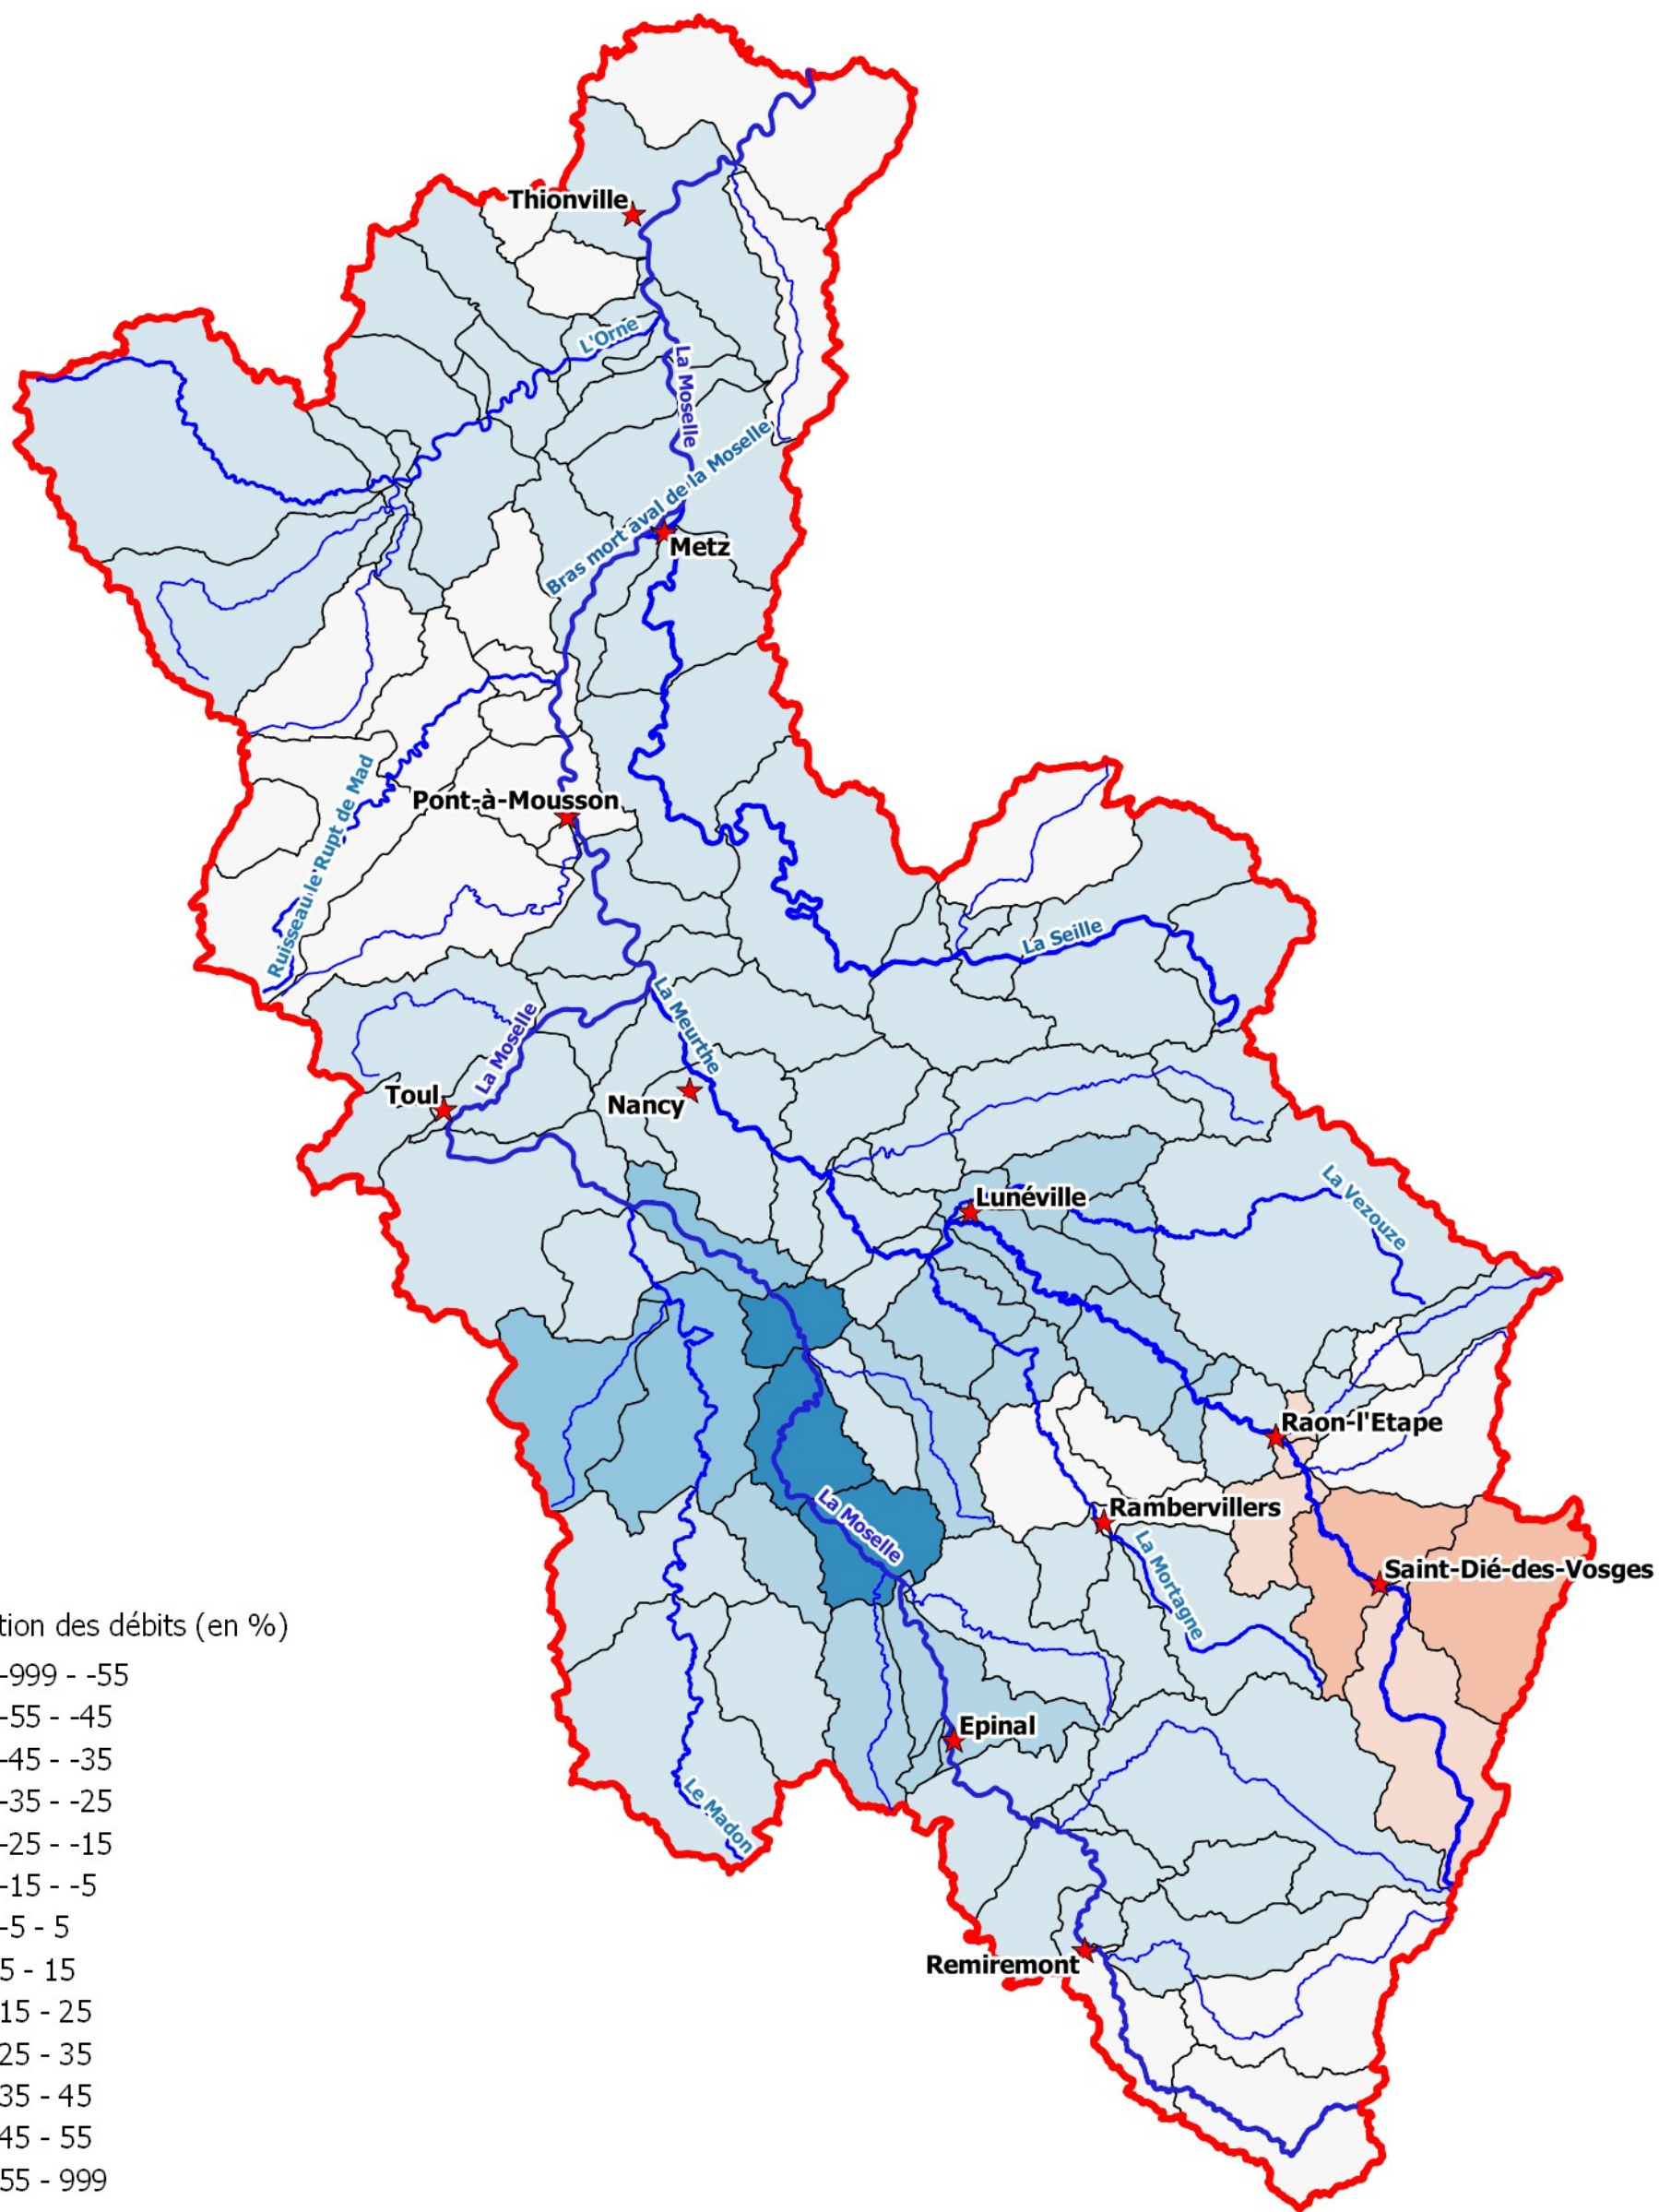 Thionville
L'Orne
La Moselle
Bras mort aval de la Moselle
Metz
Ruisseau le Rupt de Mad
Pont-à-Mousson
La Seille
La Meurthe
La Moselle
Toul
Nancy
Lunéville
La Vezouze
Raon-l'Etape
La Moselle
Rambervillers
La Mortagne
Saint-Dié-des-Vosges
Epinal
Le Madon
Remiremont
tion des débits (en %)
-999 - -55
-55 - -45
-45 - -35
-35 - -25
-25 - -15
-15 - -5
-5 - 5
5 - 15
15 - 25
25 - 35
35 - 45
45 - 55
55 - 999